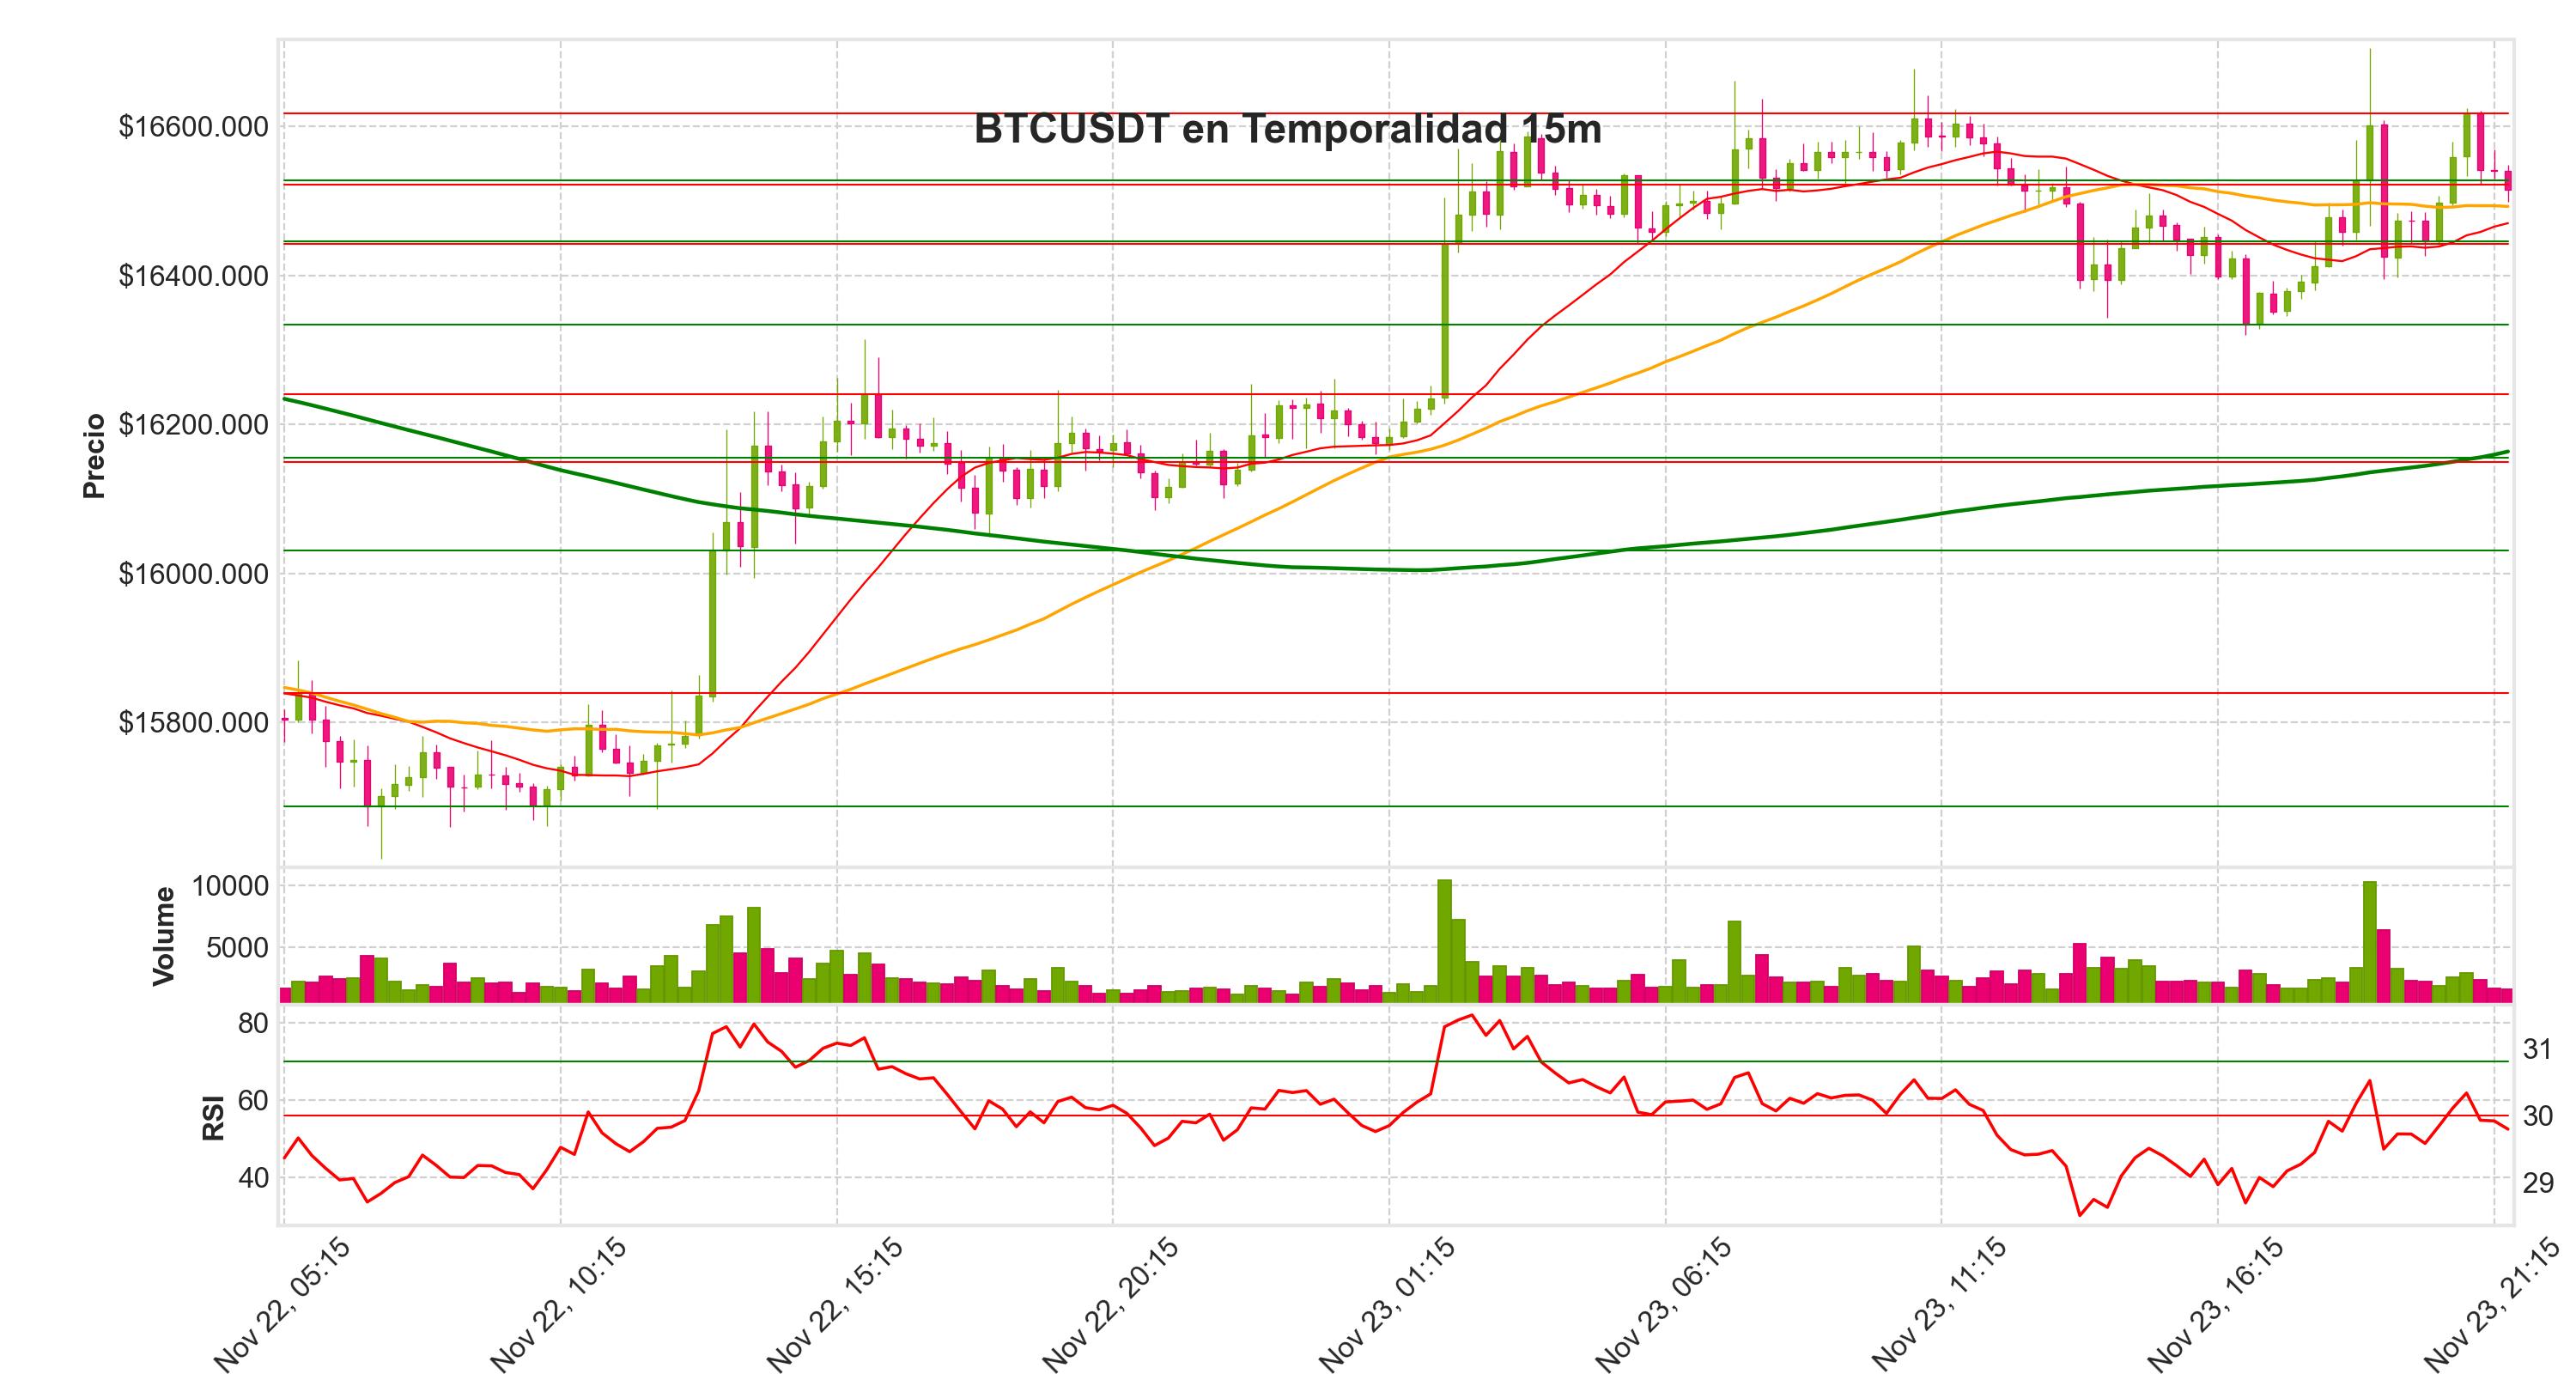 BTCUSDT en Temporalidad 15m
Precio
$16600.000
$16400.000
$16200.000
$16000.000
$15800.000
Volume
10000
5000
RSI
80
60
40
31
30
29
Nov 22, 05:15
Nov 22, 10:15
Nov 22, 15:15
Nov 22, 20:15
Nov 23, 01:15
Nov 23, 06:15
Nov 23, 11:15
Nov 23, 16:15
Nov 23, 21:15